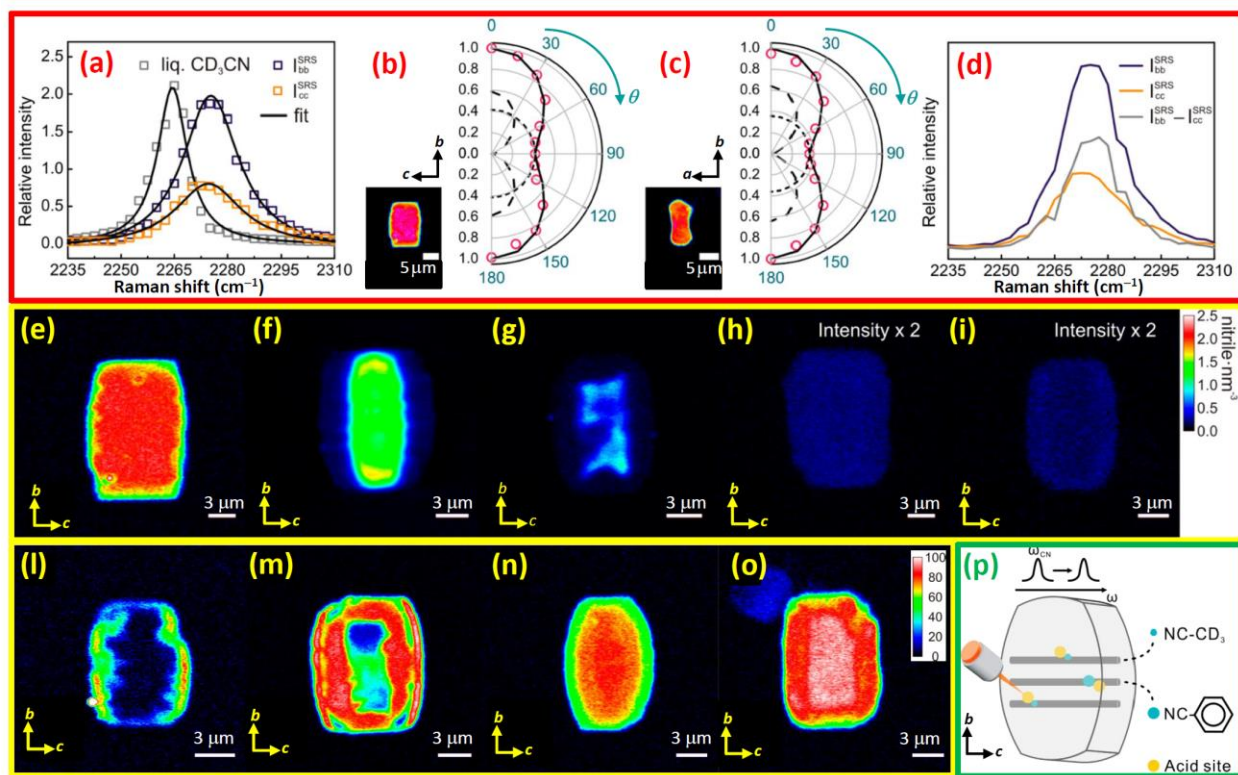 (a)
liq. CD₃CN
I_bb^SRS
I_cc^SRS
fit
Relative intensity
2.5
2.0
1.5
1.0
0.5
0.0
2235 2250 2265 2280 2295 2310
Raman shift (cm⁻¹)
(b)
0
30
60
90
120
150
180
θ
1.0
0.8
0.6
0.4
0.2
0.0
0.2
0.4
0.6
0.8
1.0
b
c
5 μm
(c)
0
30
60
90
120
150
180
θ
1.0
0.8
0.6
0.4
0.2
0.0
0.2
0.4
0.6
0.8
1.0
b
a
5 μm
(d)
I_bb^SRS
I_cc^SRS
I_bb^SRS – I_cc^SRS
Relative intensity
2235 2250 2265 2280 2295 2310
Raman shift (cm⁻¹)
(e)
b
c
3 μm
(f)
b
c
3 μm
(g)
b
c
3 μm
(h)
Intensity x 2
b
c
3 μm
(i)
Intensity x 2
b
c
3 μm
2.5
2.0
1.5
1.0
0.5
0.0
nitrile·nm⁻³
(l)
b
c
3 μm
(m)
b
c
3 μm
(n)
b
c
3 μm
(o)
b
c
3 μm
100
80
60
40
20
0
(p)
ω_CN
ω
NC-CD₃
NC
Acid site
b
c